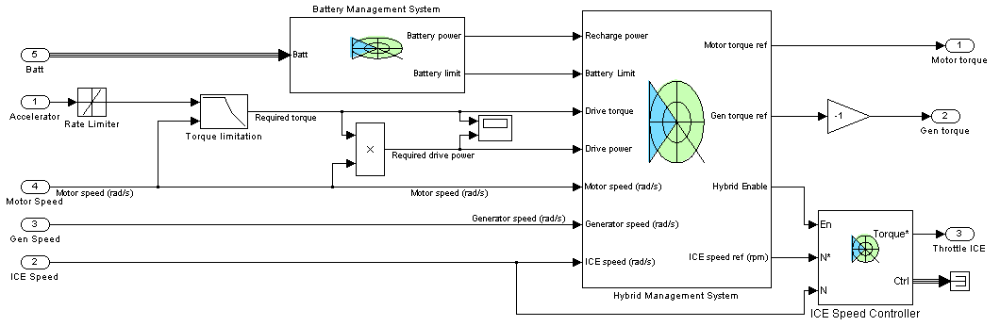 Battery Management System
5
Batt
Batt
Battery power
Battery limit
1
Accelerator
Rate Limiter
Torque limitation
Required torque
×
Required drive power
4
Motor Speed
Motor speed (rad/s)
Motor speed (rad/s)
3
Gen Speed
Generator speed (rad/s)
2
ICE Speed
Recharge power
Battery Limit
Drive torque
Drive power
Motor speed (rad/s)
Generator speed (rad/s)
ICE speed (rad/s)
Motor torque ref
Gen torque ref
Hybrid Enable
ICE speed ref (rpm)
Hybrid Management System
1
Motor torque
-1
2
Gen torque
En
N*
N
Torque*
Ctrl
ICE Speed Controller
3
Throttle ICE